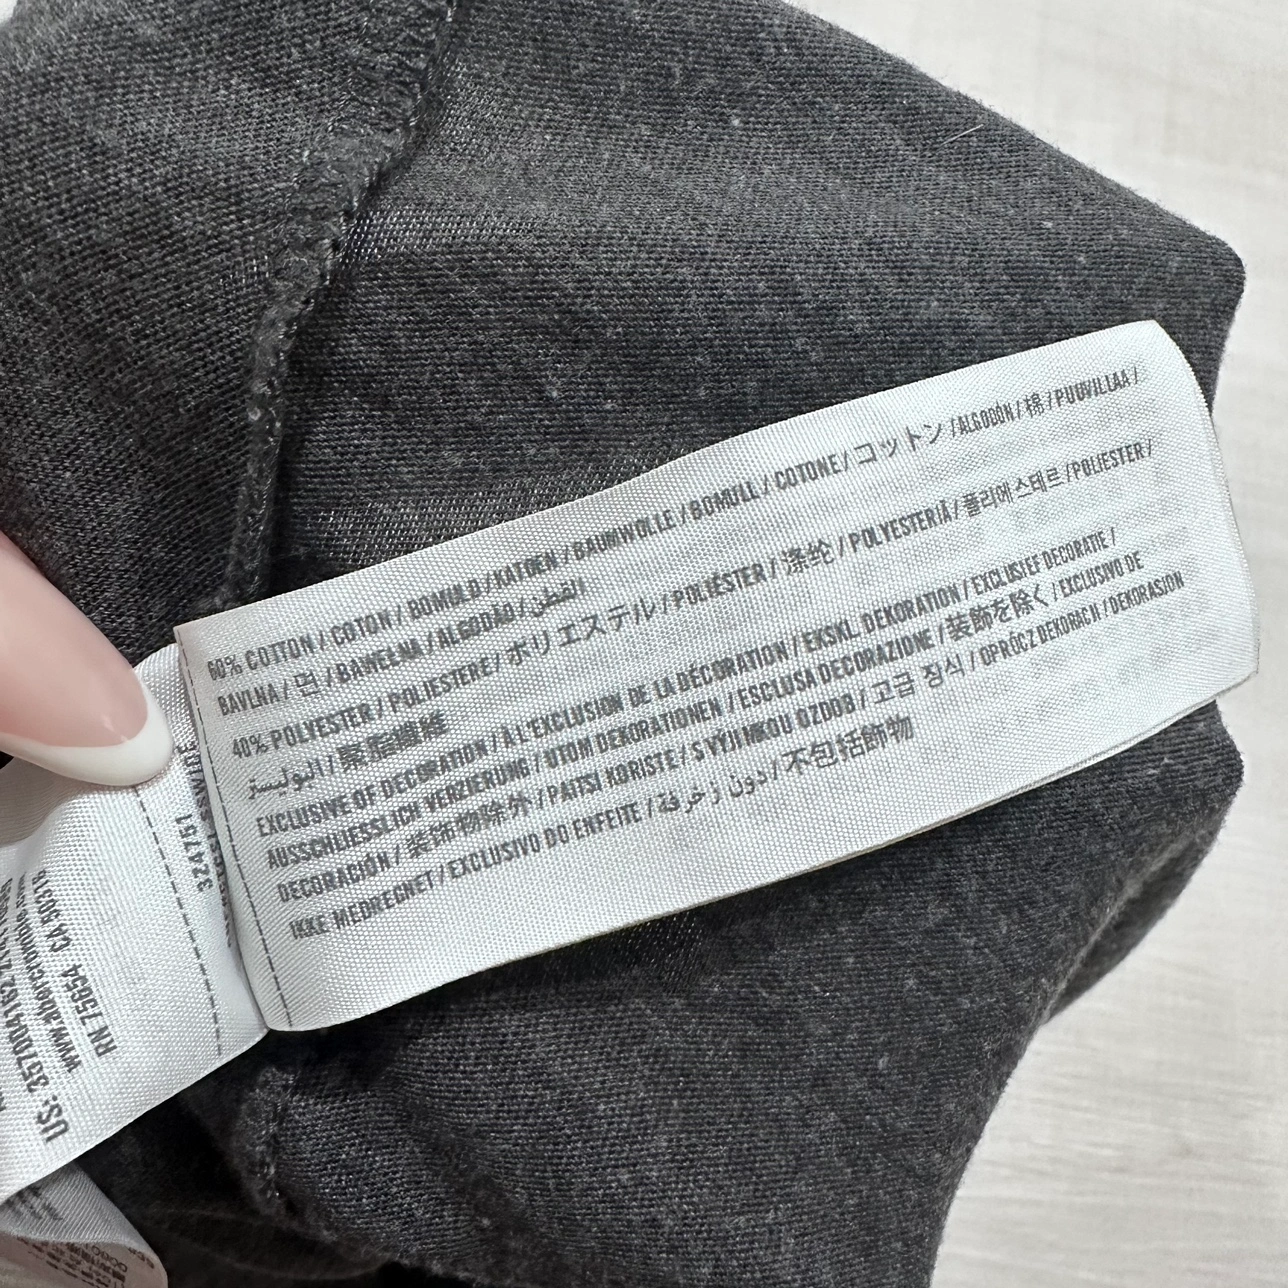 60% COTTON / COTON / BOMULD / KATOEN / BAUMWOLLE / BOMULL / COTONE / コットン / ALGODÓN / 棉 / PUUVILLAA /
BAVLNA / 면 / BAWEŁNA / ALGODÃO / القطن
40% POLYESTER / POLIESTERE / ポリエステル / POLIÉSTER / 涤纶 / POLYESTERIÄ / 폴리에스테르 / POLIESTER /
聚酯纖維
EXCLUSIVE OF DECORATION / À L'EXCLUSION DE LA DÉCORATION / EKSKL. DEKORATION / EXCLUSIEF DECORATIE /
AUSSCHLIESSLICH VERZIERUNG / UTOM DEKORATIONEN / ESCLUSA DECORAZIONE / 装飾を除く / EXCLUSIVO DE
DECORACIÓN / 装饰物除外 / PAITSI KORISTE / S VÝJIMKOU OZDOB / 고급 장식 / OPRÓCZ DEKORACJI / DEKORASJON
IKKE MEDREGNET / EXCLUSIVO DO ENFEITE / دون زخرفة / 不包括飾物
324751
RN 75654 CA 50315